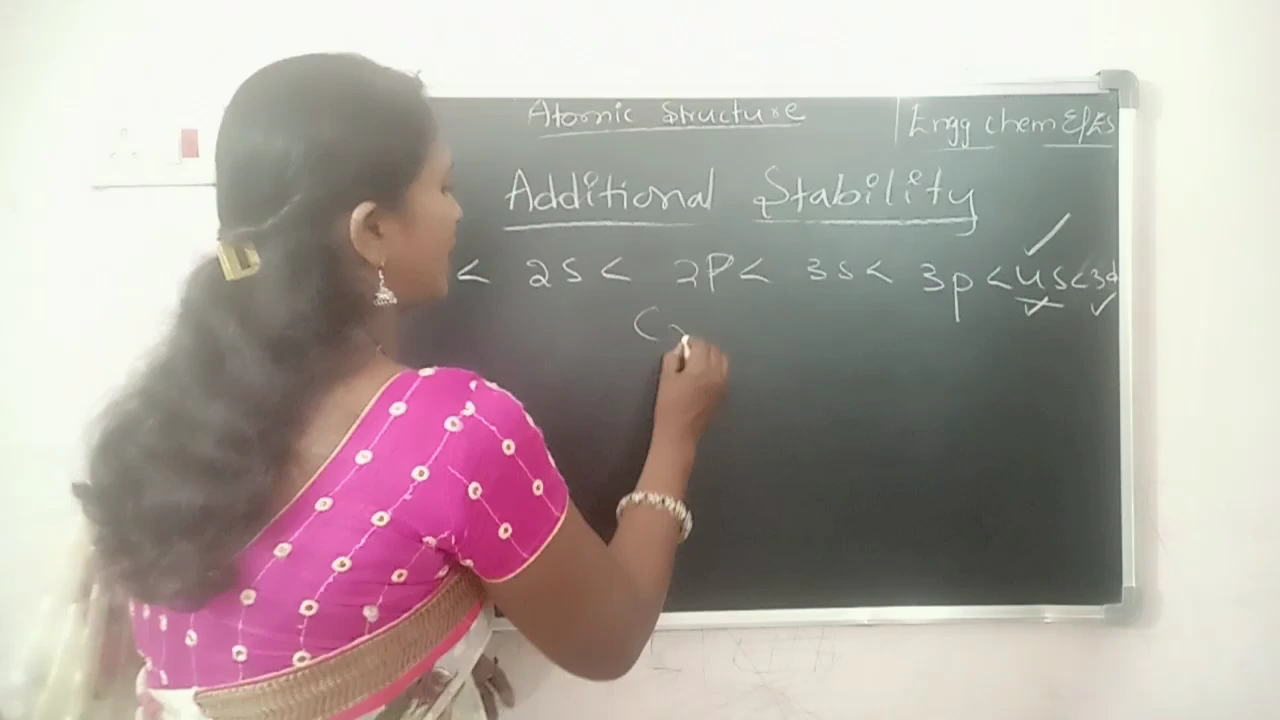 Atomic Structure
Engg chem
Additional Stability
< 2s < 2p < 3s < 3p < 4s < 3d
C